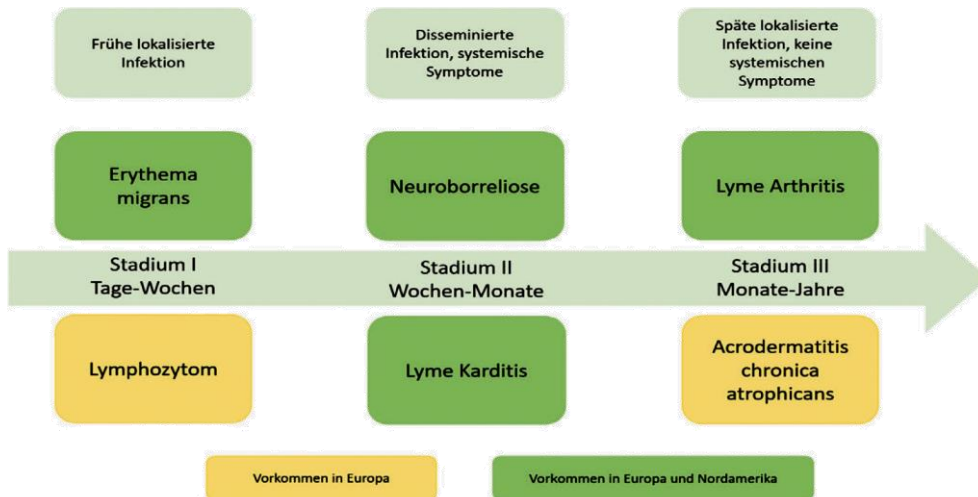 Frühe lokalisierte
Infektion
Disseminierte
Infektion, systemische
Symptome
Späte lokalisierte
Infektion, keine
systemischen
Symptome
Erythema
migrans
Neuroborreliose
Lyme Arthritis
Stadium I
Tage-Wochen
Stadium II
Wochen-Monate
Stadium III
Monate-Jahre
Lymphozytom
Lyme Karditis
Acrodermatitis
chronica
atrophicans
Vorkommen in Europa
Vorkommen in Europa und Nordamerika